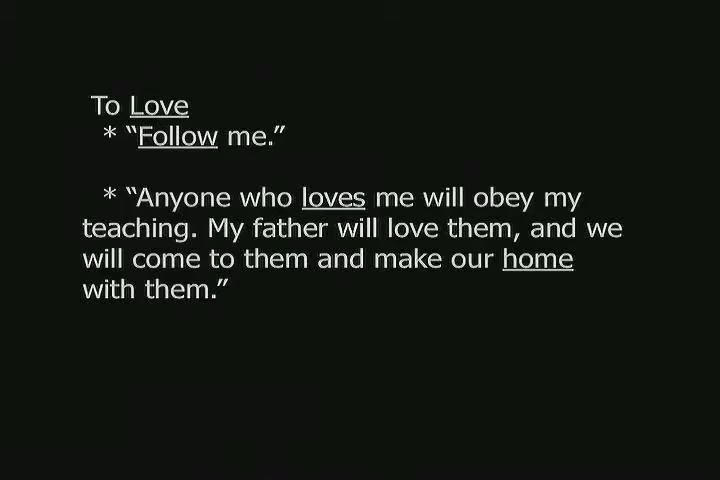 To Love
* “Follow me.”
* “Anyone who loves me will obey my
teaching. My father will love them, and we
will come to them and make our home
with them.”